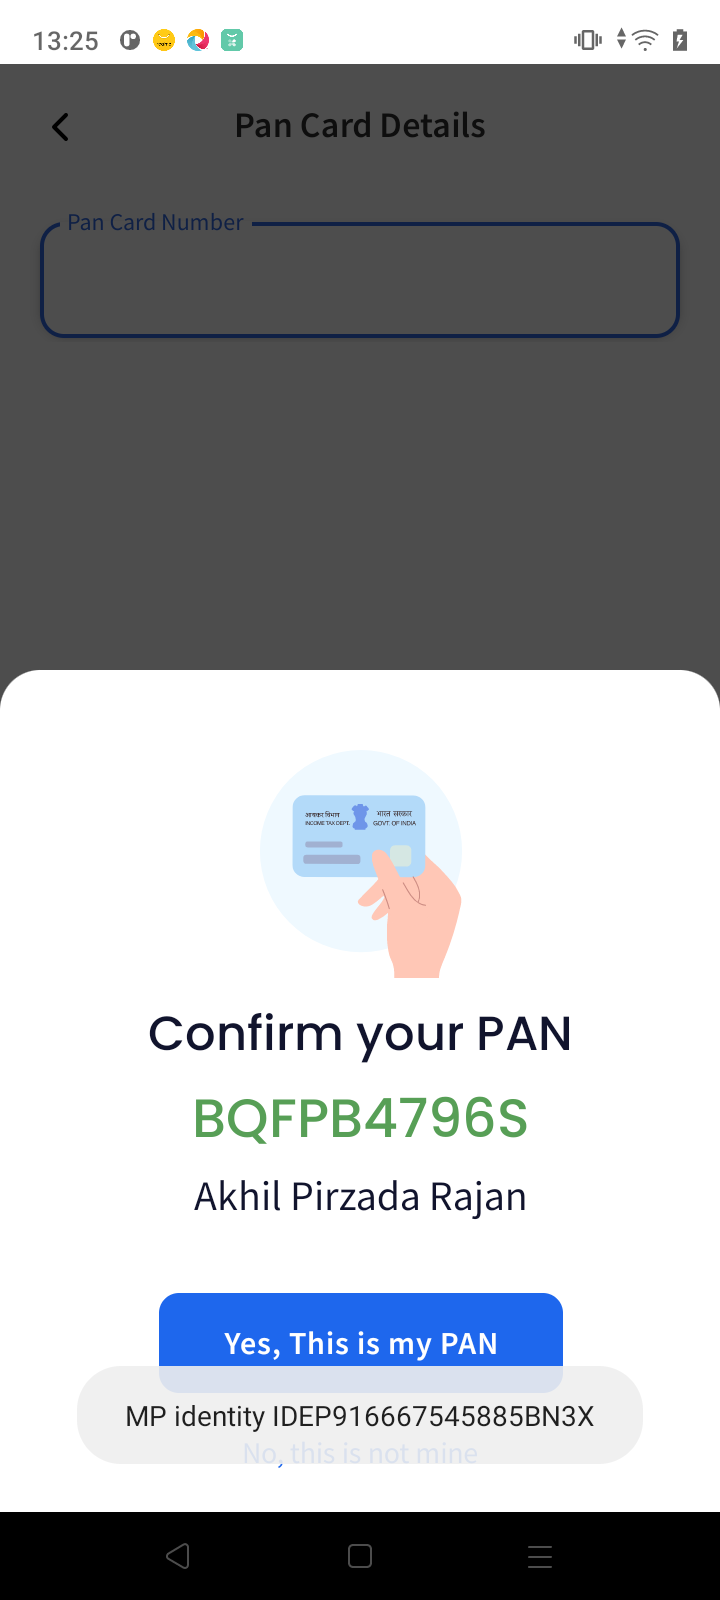 13:25
Pan Card Details
Pan Card Number
आयकर विभाग
भारत सरकार
INCOME TAX DEPT.
GOVT. OF INDIA
Confirm your PAN
BQFPB4796S
Akhil Pirzada Rajan
Yes, This is my PAN
MP identity IDEP916667545885BN3X
No, this is not mine